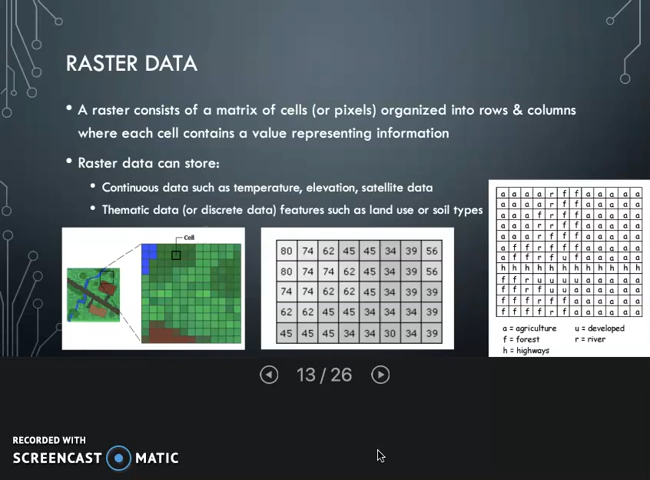 RASTER DATA
• A raster consists of a matrix of cells (or pixels) organized into rows & columns
where each cell contains a value representing information
• Raster data can store:
• Continuous data such as temperature, elevation, satellite data
• Thematic data (or discrete data) features such as land use or soil types
Cell
80 74 62 45 45 34 39 56
80 74 74 62 45 34 39 56
74 74 62 62 45 34 39 39
62 62 45 45 34 34 34 39
45 45 45 34 34 30 34 39
h h h h h h h h h h h h
a = agriculture u = developed
f = forest r = river
h = highways
13 / 26
RECORDED WITH
SCREENCAST MATIC